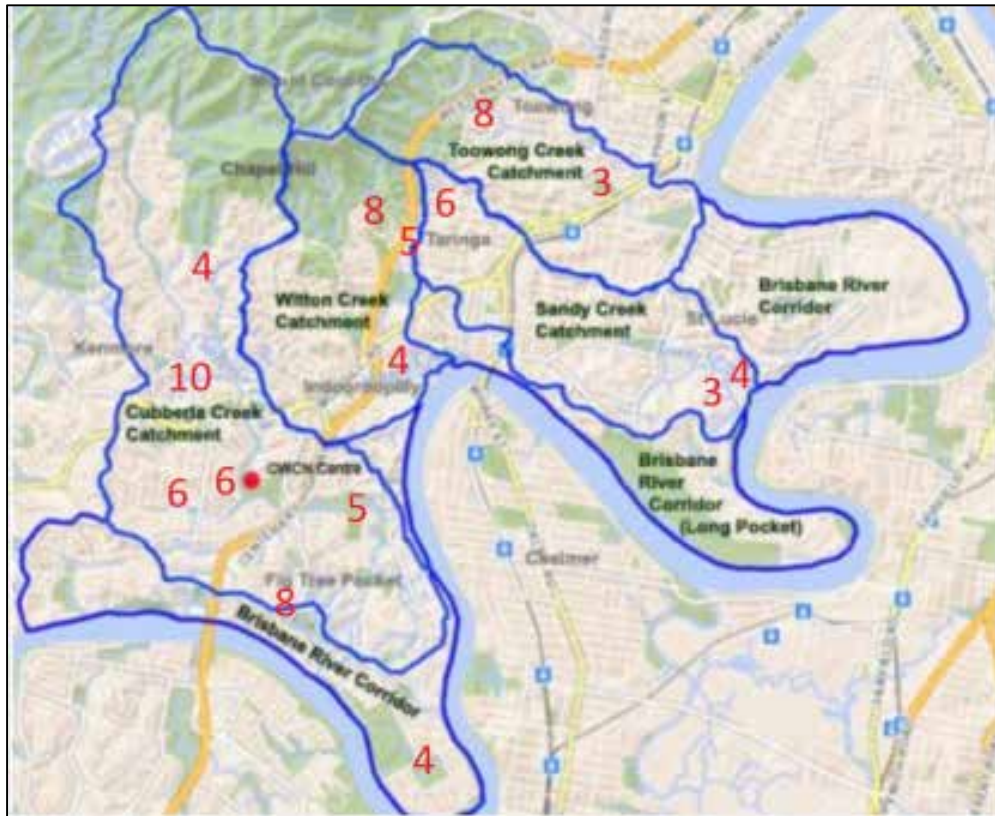 8
Toowong
Toowong Creek
Catchment
3
Chapel Hill
8
6
5
Taringa
4
Witton Creek
Catchment
Sandy Creek
Catchment
St Lucia
Brisbane River
Corridor
Kenmore
10
Indooroopilly
4
3
4
Cubberla Creek
Catchment
6
6
CWCN Centre
5
Brisbane
River
Corridor
(Long Pocket)
Chelmer
Fig Tree Pocket
8
Brisbane River Corridor
4